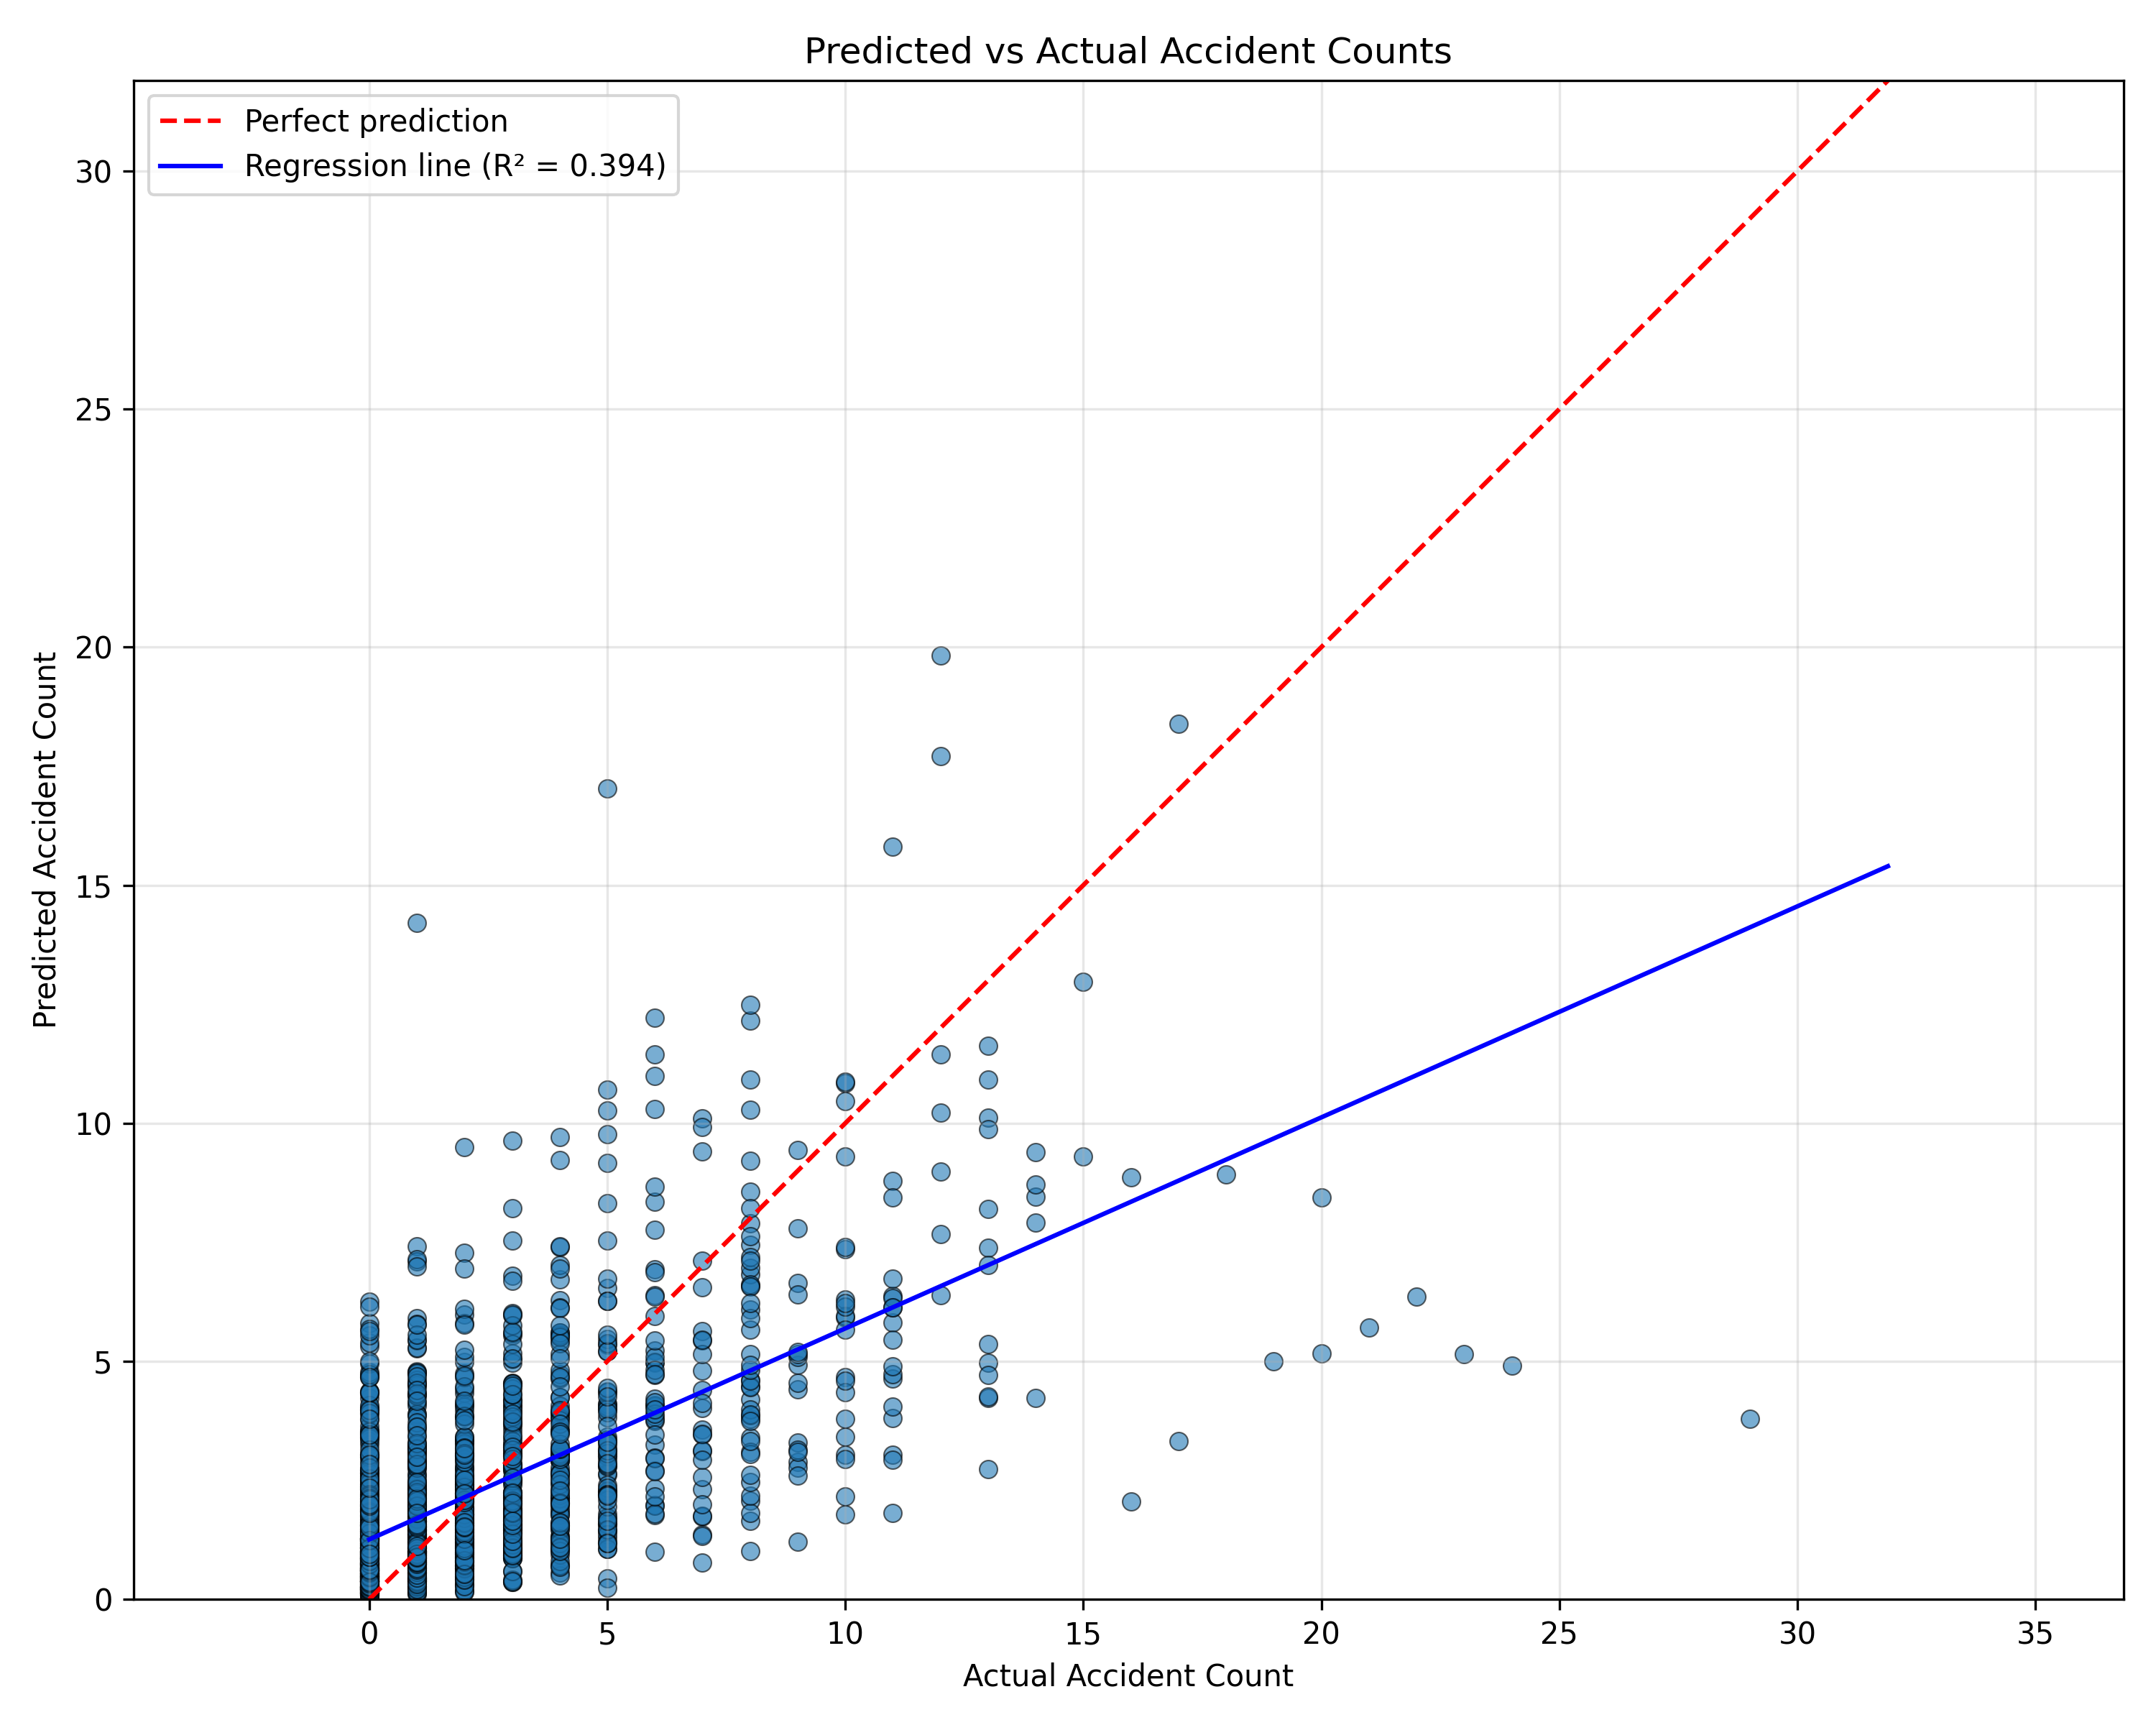 Predicted vs Actual Accident Counts
Perfect prediction
Regression line (R² = 0.394)
30
25
20
15
10
5
0
Predicted Accident Count
0 5 10 15 20 25 30 35
Actual Accident Count